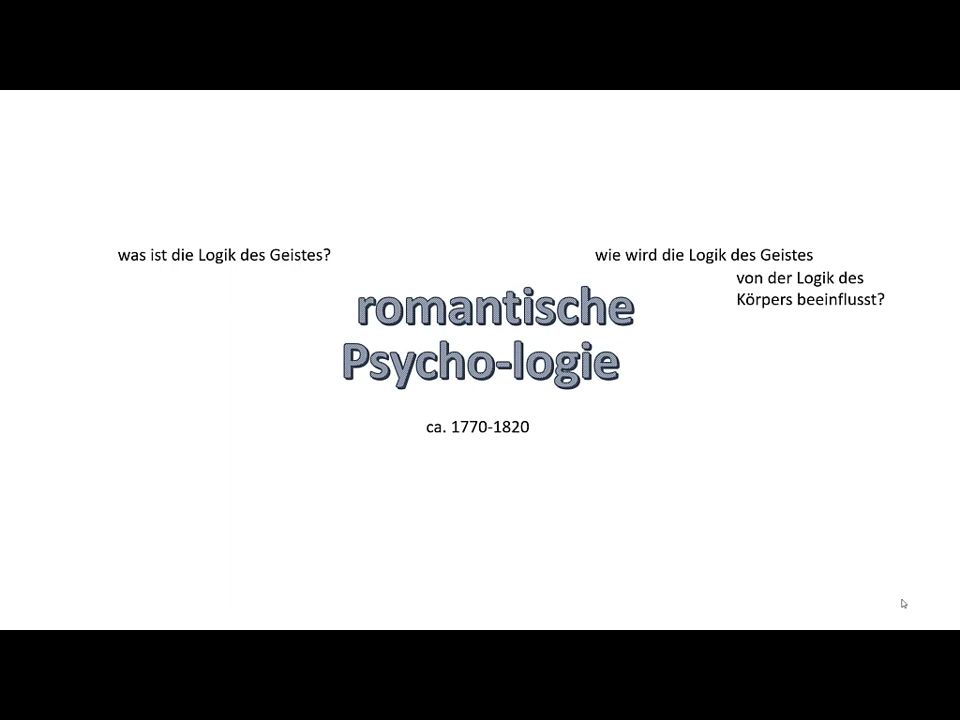 was ist die Logik des Geistes?
wie wird die Logik des Geistes
von der Logik des
Körpers beeinflusst?
romantische
Psycho-logie
ca. 1770-1820